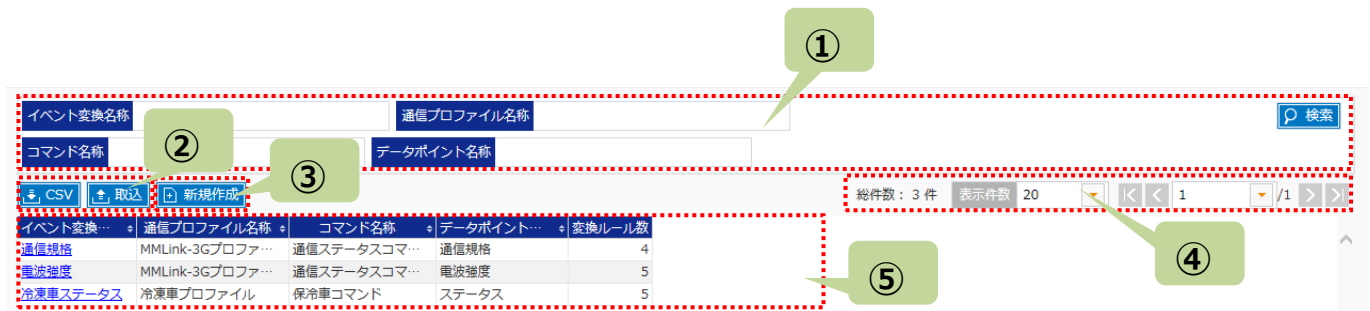 ①
イベント変換名称 通信プロファイル名称 検索
② コマンド名称 データポイント名称
③
CSV 取込 新規作成 総件数： 3 件 表示件数 20 1 /1
イベント変換… 通信プロファイル名称 コマンド名称 データポイント… 変換ルール数
通信規格 MMLink-3Gプロファ… 通信ステータスコマ… 通信規格 4
電波強度 MMLink-3Gプロファ… 通信ステータスコマ… 電波強度 5
冷凍車ステータス 冷凍車プロファイル 保冷車コマンド ステータス 5
④
⑤